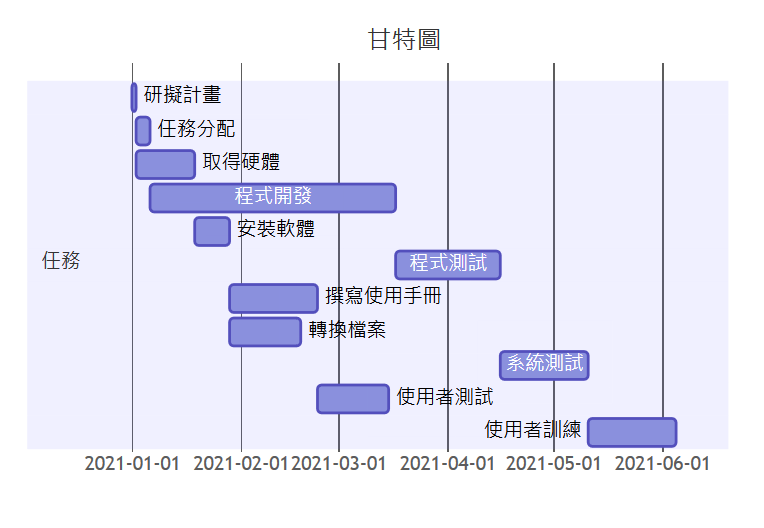 甘特圖
研擬計畫
任務分配
取得硬體
程式開發
安裝軟體
任務
程式測試
撰寫使用手冊
轉換檔案
系統測試
使用者測試
使用者訓練
2021-01-01 2021-02-01 2021-03-01 2021-04-01 2021-05-01 2021-06-01